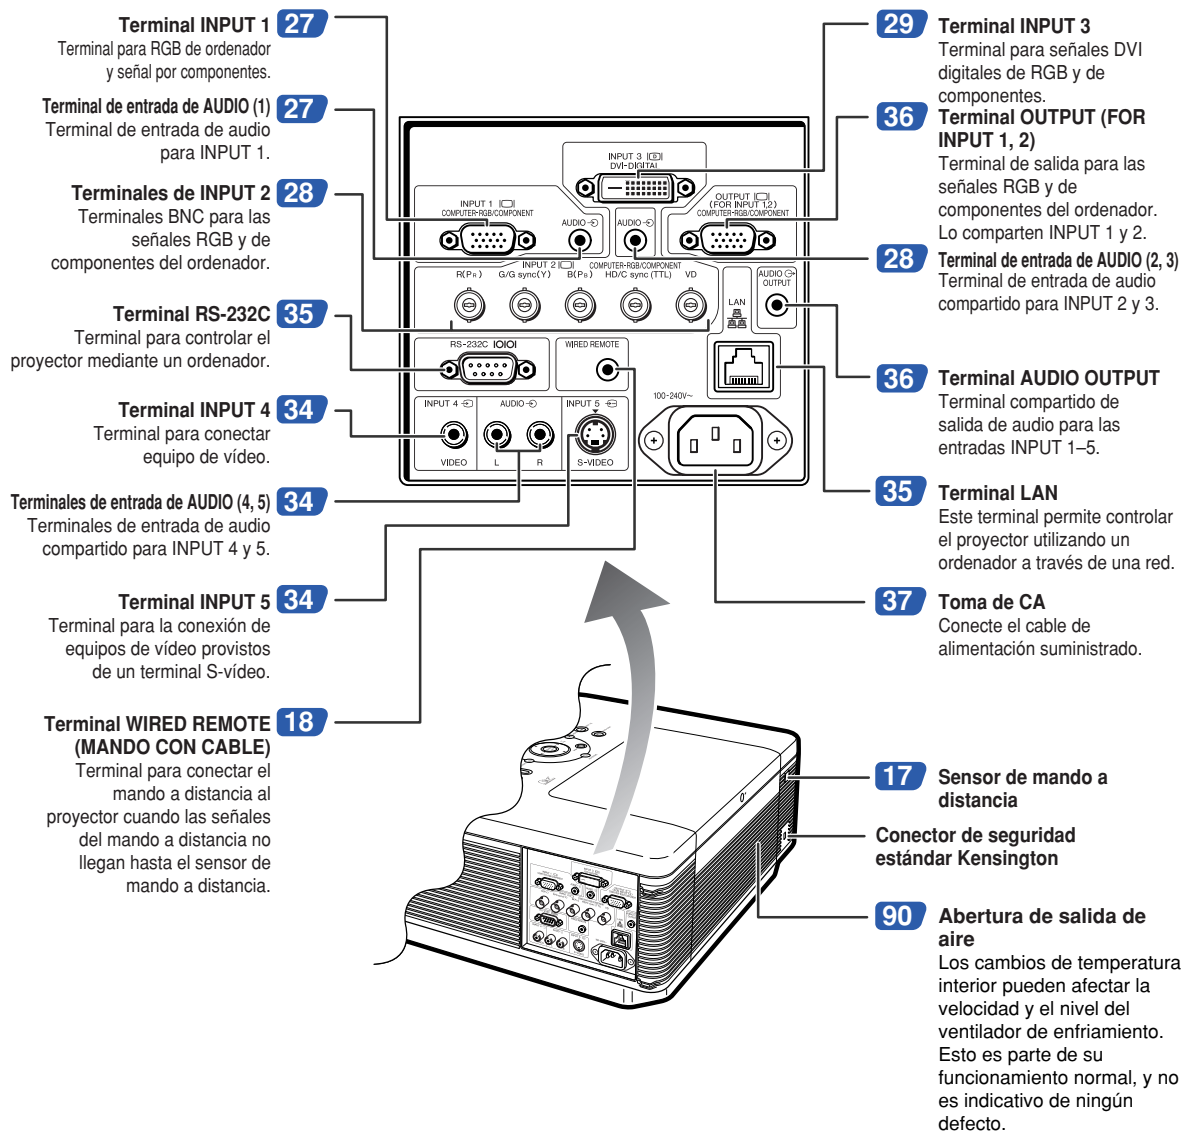 Terminal INPUT 1 27
Terminal para RGB de ordenador
y señal por componentes.
Terminal de entrada de AUDIO (1) 27
Terminal de entrada de audio
para INPUT 1.
Terminales de INPUT 2 28
Terminales BNC para las
señales RGB y de
componentes del ordenador.
Terminal RS-232C 35
Terminal para controlar el
proyector mediante un ordenador.
Terminal INPUT 4 34
Terminal para conectar
equipo de vídeo.
Terminales de entrada de AUDIO (4, 5) 34
Terminales de entrada de audio
compartido para INPUT 4 y 5.
Terminal INPUT 5 34
Terminal para la conexión de
equipos de vídeo provistos
de un terminal S-vídeo.
Terminal WIRED REMOTE 18
(MANDO CON CABLE)
Terminal para conectar el
mando a distancia al
proyector cuando las señales
del mando a distancia no
llegan hasta el sensor de
mando a distancia.
INPUT 3
DVI-DIGITAL
INPUT 1
COMPUTER-RGB/COMPONENT
AUDIO
AUDIO
OUTPUT
(FOR INPUT 1,2)
COMPUTER-RGB/COMPONENT
INPUT 2 COMPUTER-RGB/COMPONENT
R(PR) G/G sync(Y) B(PB) HD/C sync (TTL) VD
AUDIO
OUTPUT
LAN
RS-232C IOIOI
WIRED REMOTE
INPUT 4 AUDIO INPUT 5
VIDEO L R S-VIDEO
100-240V~
29 Terminal INPUT 3
Terminal para señales DVI
digitales de RGB y de
componentes.
36 Terminal OUTPUT (FOR
INPUT 1, 2)
Terminal de salida para las
señales RGB y de
componentes del ordenador.
Lo comparten INPUT 1 y 2.
28 Terminal de entrada de AUDIO (2, 3)
Terminal de entrada de audio
compartido para INPUT 2 y 3.
36 Terminal AUDIO OUTPUT
Terminal compartido de
salida de audio para las
entradas INPUT 1–5.
35 Terminal LAN
Este terminal permite controlar
el proyector utilizando un
ordenador a través de una red.
37 Toma de CA
Conecte el cable de
alimentación suministrado.
17 Sensor de mando a
distancia
Conector de seguridad
estándar Kensington
90 Abertura de salida de
aire
Los cambios de temperatura
interior pueden afectar la
velocidad y el nivel del
ventilador de enfriamiento.
Esto es parte de su
funcionamiento normal, y no
es indicativo de ningún
defecto.